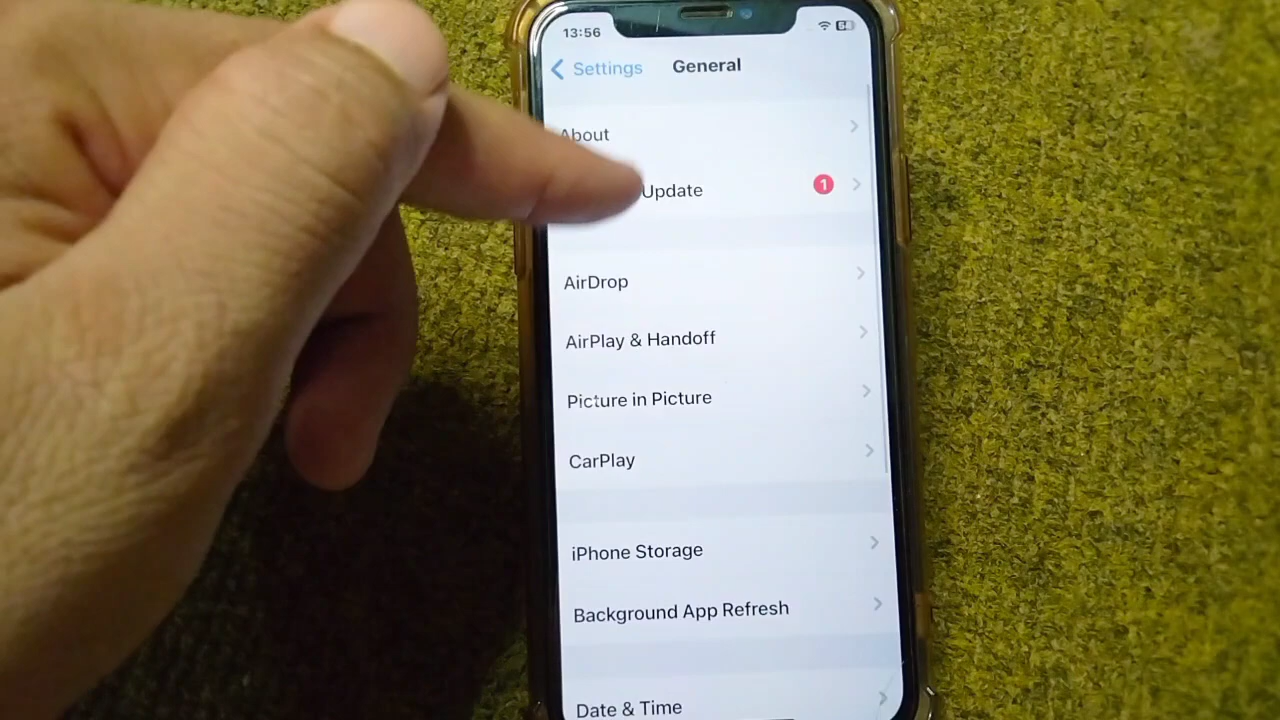 13:56
Settings
General
About
Update
1
AirDrop
AirPlay & Handoff
Picture in Picture
CarPlay
iPhone Storage
Background App Refresh
Date & Time